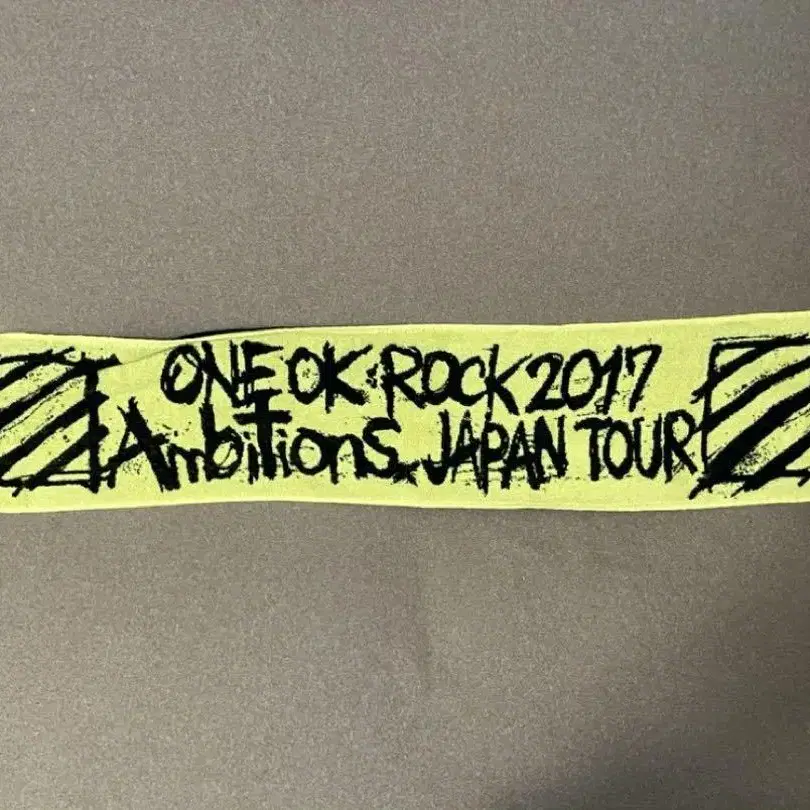 ONE OK ROCK 2017
Ambitions JAPAN TOUR